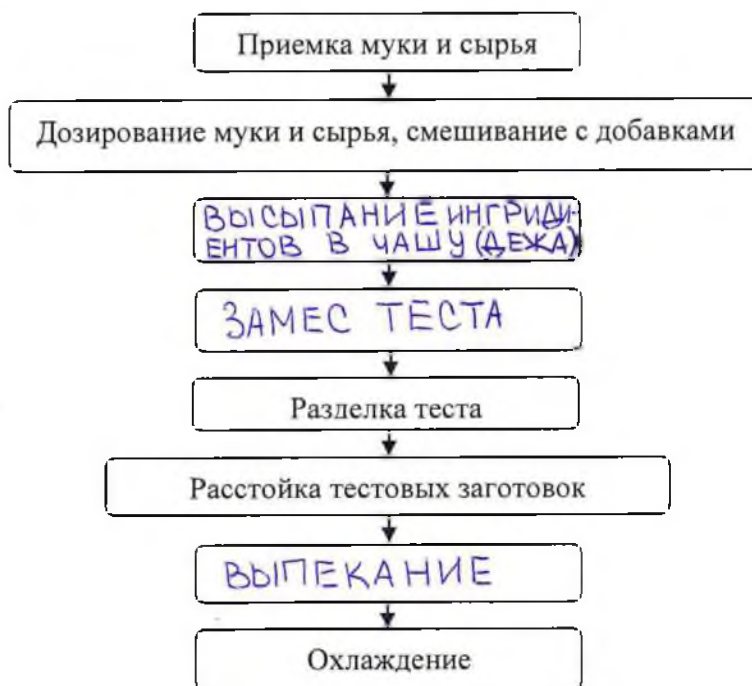 Приемка муки и сырья
Дозирование муки и сырья, смешивание с добавками
ВЫСЫПАНИЕ ИНГРИДИ-
ЕНТОВ В ЧАШУ (ДЕЖА)
ЗАМЕС ТЕСТА
Разделка теста
Расстойка тестовых заготовок
ВЫПЕКАНИЕ
Охлаждение